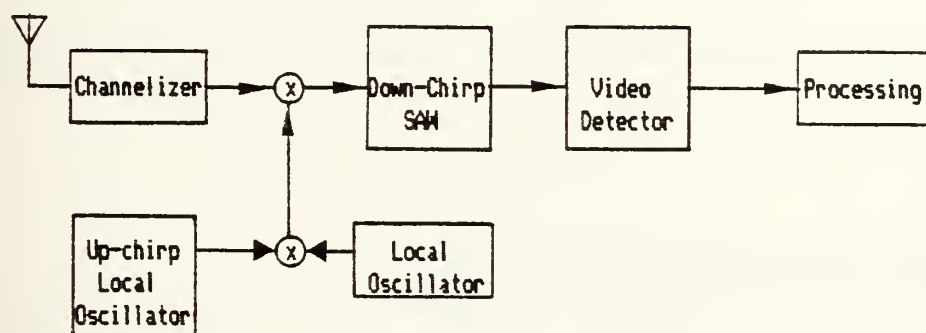 Channelizer
X
Down-Chirp
SAW
Video
Detector
Processing
Up-chirp
Local
Oscillator
X
Local
Oscillator